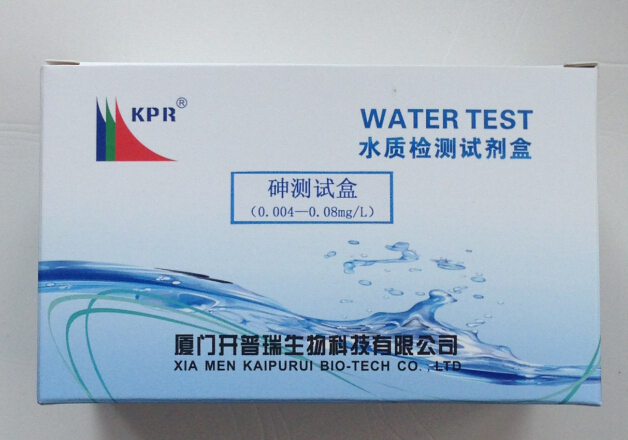 KPR®
WATER TEST
水质检测试剂盒
砷测试盒
(0.004—0.08mg/L)
厦门开普瑞生物科技有限公司
XIA MEN KAIPURUI BIO-TECH CO. ,LTD